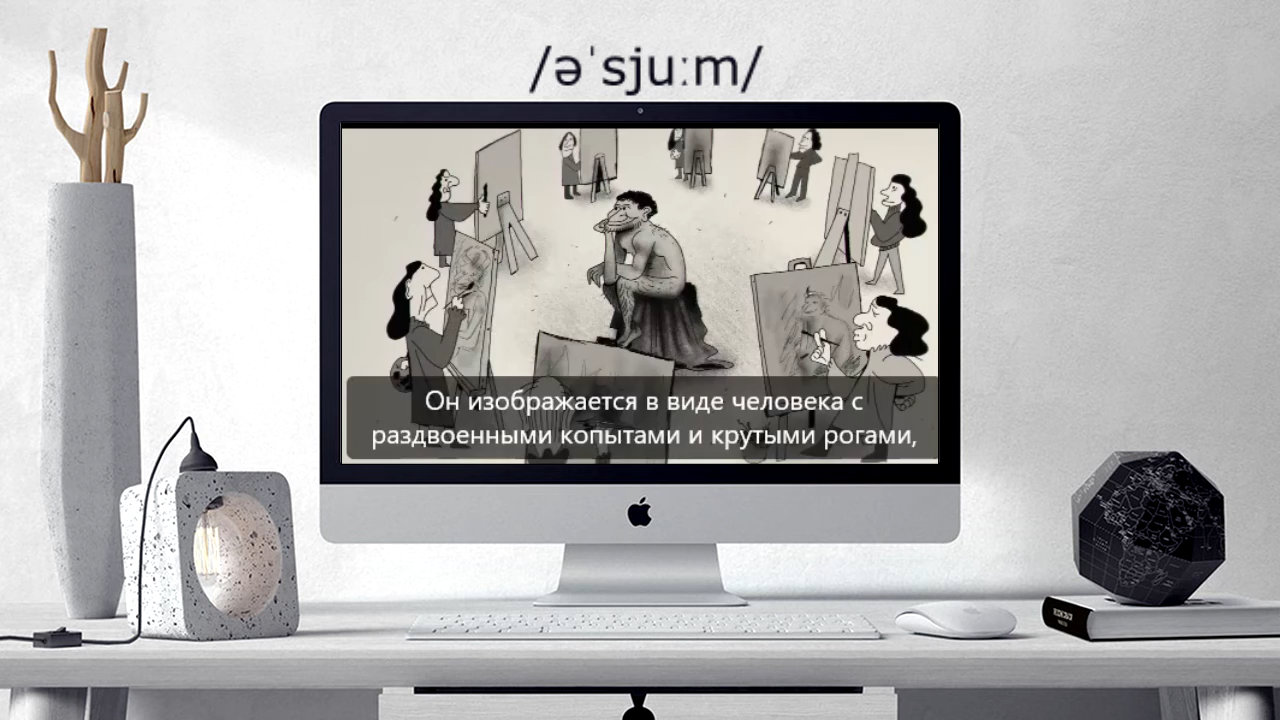 /əˈsjuːm/
Он изображается в виде человека с
раздвоенными копытами и крутыми рогами,